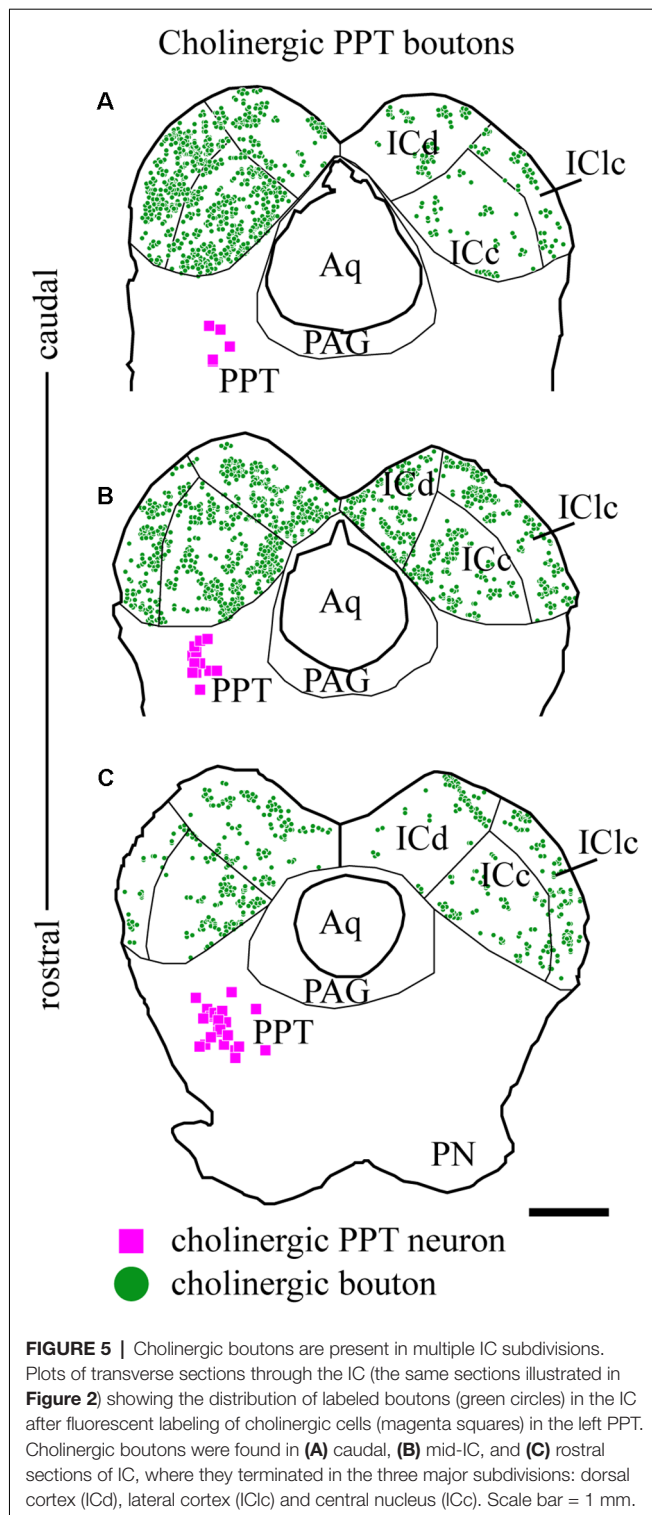 Cholinergic PPT boutons
A
ICd
IClc
ICc
Aq
PAG
PPT
caudal
B
ICd
IClc
ICc
Aq
PAG
PPT
C
ICd
IClc
ICc
Aq
PAG
PPT
rostral
PN
cholinergic PPT neuron
cholinergic bouton
FIGURE 5 | Cholinergic boutons are present in multiple IC subdivisions.
Plots of transverse sections through the IC (the same sections illustrated in
Figure 2) showing the distribution of labeled boutons (green circles) in the IC
after fluorescent labeling of cholinergic cells (magenta squares) in the left PPT.
Cholinergic boutons were found in (A) caudal, (B) mid-IC, and (C) rostral
sections of IC, where they terminated in the three major subdivisions: dorsal
cortex (ICd), lateral cortex (IClc) and central nucleus (ICc). Scale bar = 1 mm.